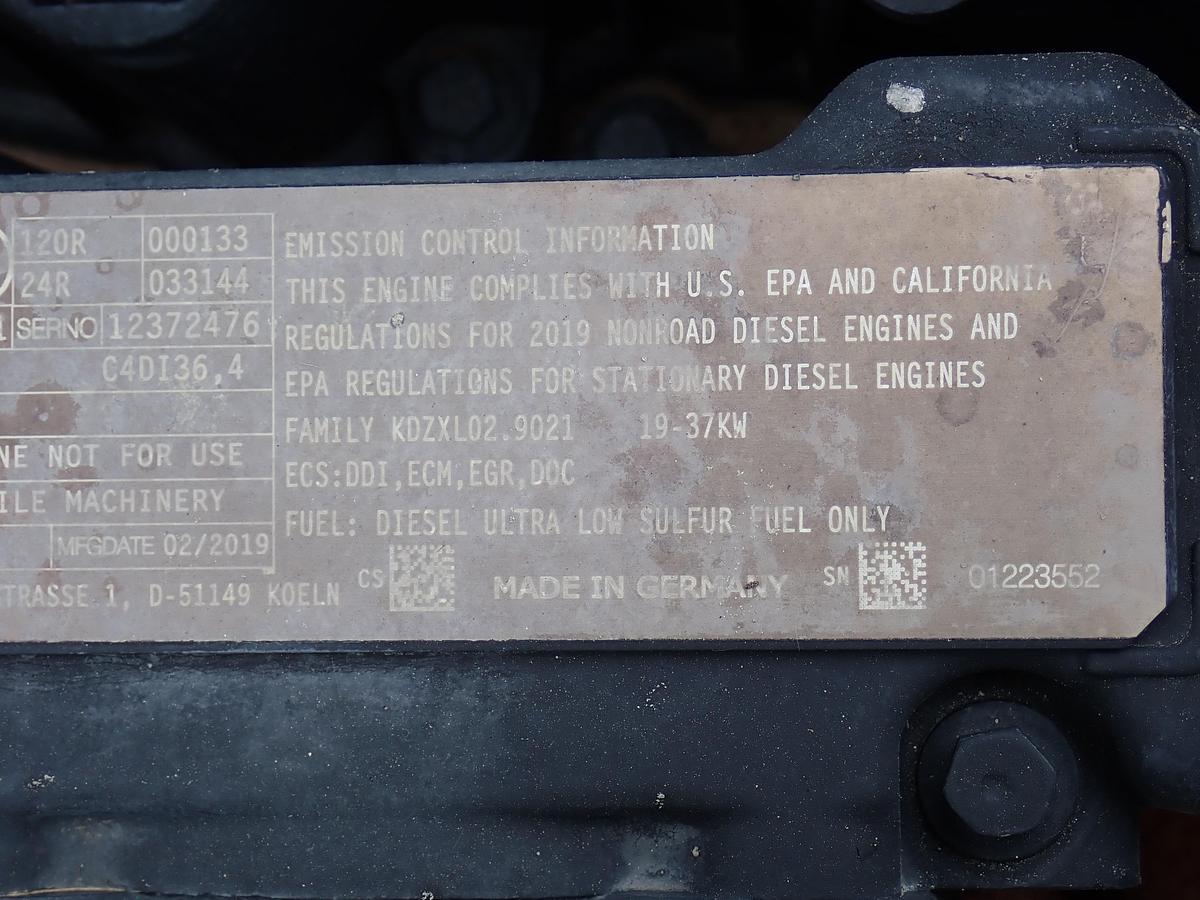 120R 000133
24R 033144
SERNO 12372476
C4DI36,4
NOT FOR USE
MACHINERY
MFGDATE 02/2019
1, D-51149 KOELN
EMISSION CONTROL INFORMATION
THIS ENGINE COMPLIES WITH U.S. EPA AND CALIFORNIA
REGULATIONS FOR 2019 NONROAD DIESEL ENGINES AND
EPA REGULATIONS FOR STATIONARY DIESEL ENGINES
FAMILY KDZXL02.9021 19-37KW
ECS:DDI,ECM,EGR,DOC
FUEL: DIESEL ULTRA LOW SULFUR FUEL ONLY
CS MADE IN GERMANY SN 01223552